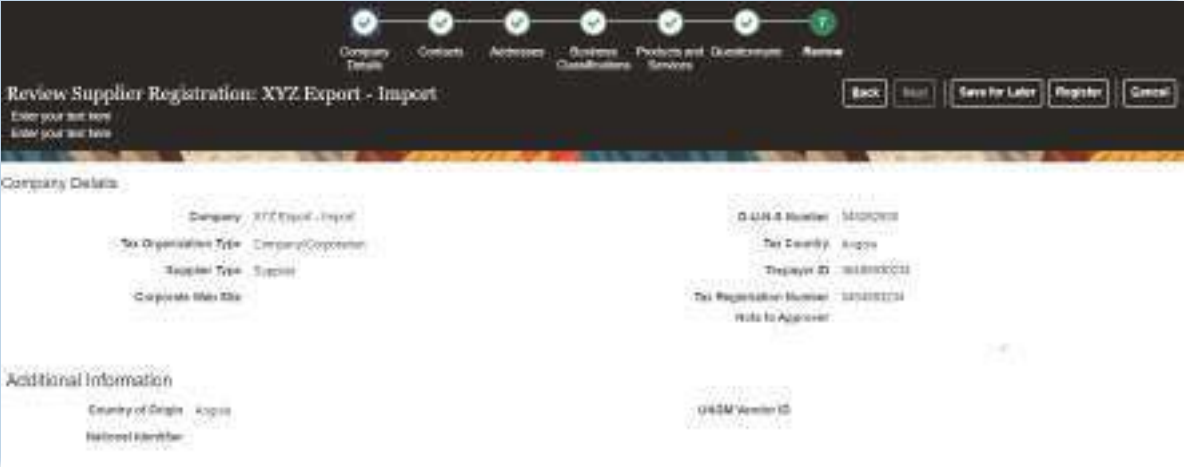 Company Details
Contacts
Addresses
Business Classifications
Products and Services
Questionnaire
7
Review
Review Supplier Registration: XYZ Export - Import
Enter your text here
Enter your text here
Back
Next
Save for Later
Register
Cancel
Company Details
Company XYZ Export - Import
Tax Organization Type Company/Corporation
Supplier Type Supplier
Corporate Web Site
D-U-N-S Number
Tax Country Angola
Taxpayer ID
Tax Registration Number
Note to Approver
Additional Information
Country of Origin Angola
National Identifier
UNGM Vendor ID